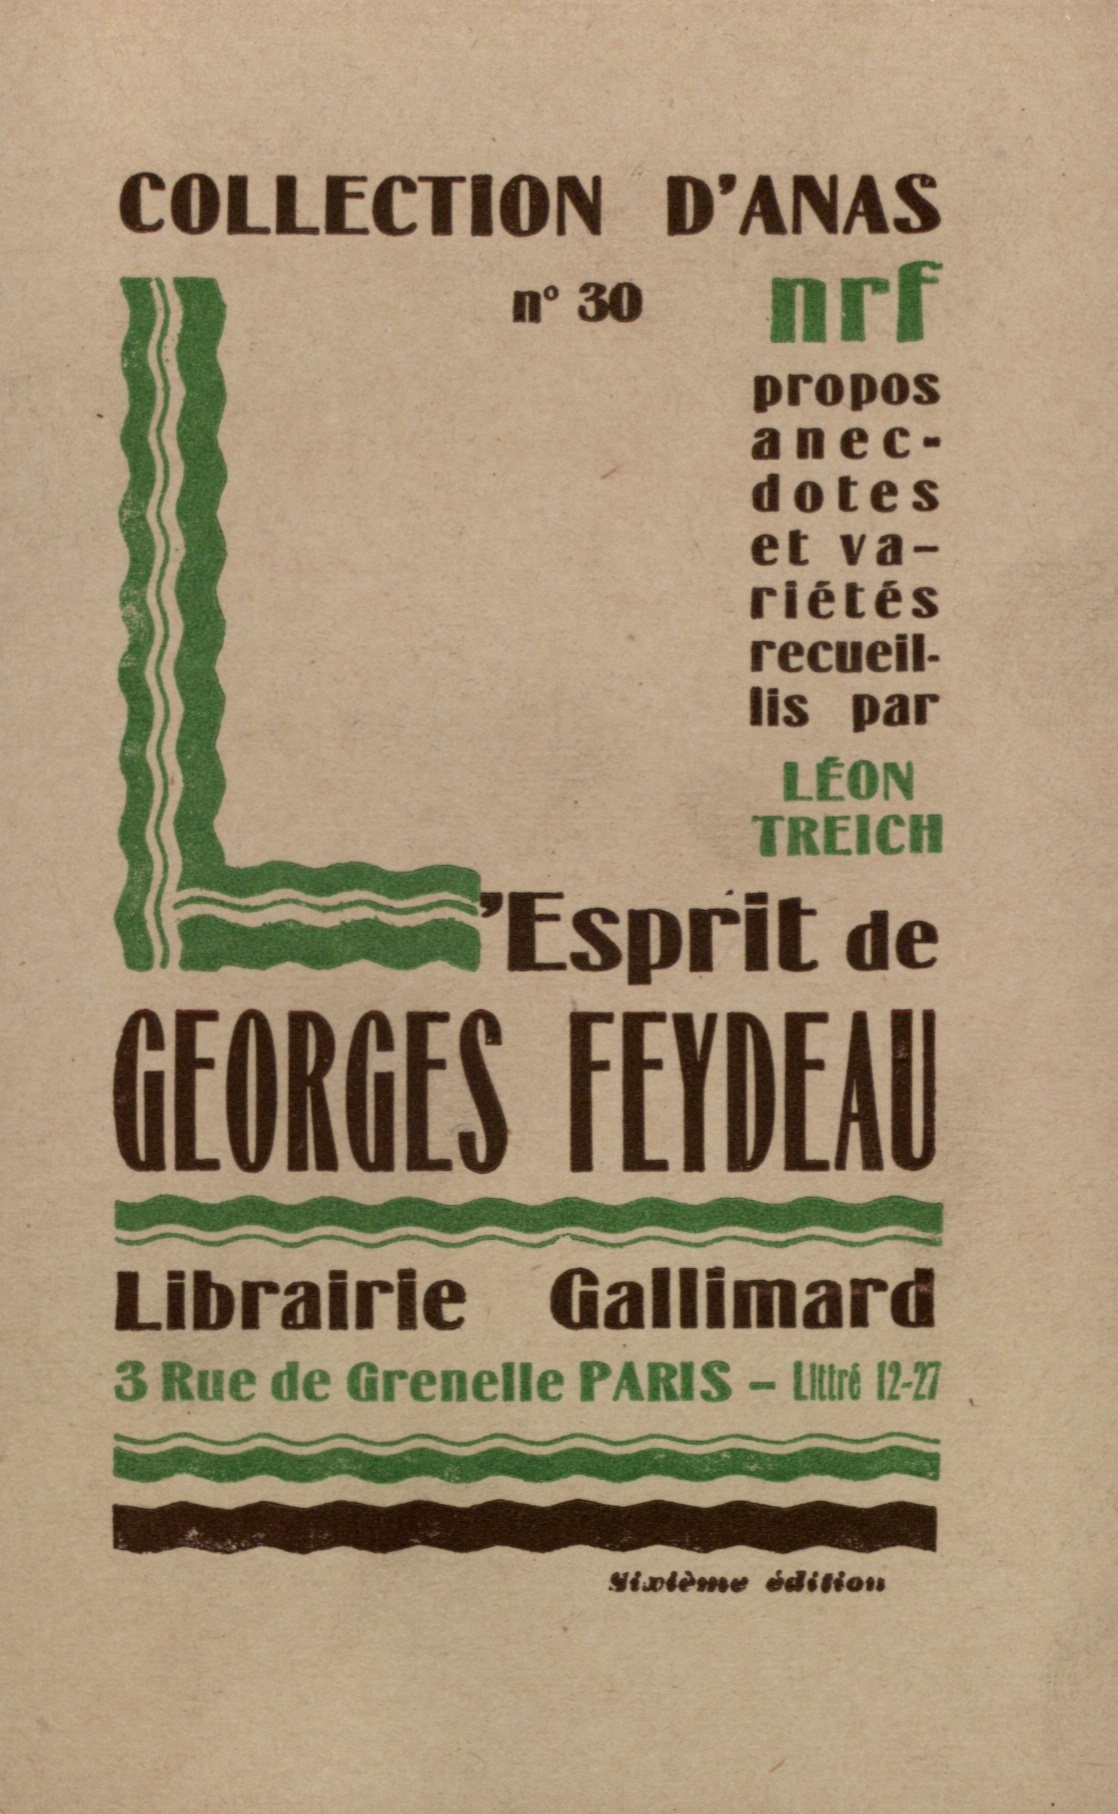 COLLECTION D'ANAS
n° 30
nrf
propos
anec-
dotes
et va-
riétés
recueil-
lis par
LÉON
TREICH
L'Esprit de
GEORGES FEYDEAU
Librairie Gallimard
3 Rue de Grenelle PARIS – Littré 12-27
Sixième édition